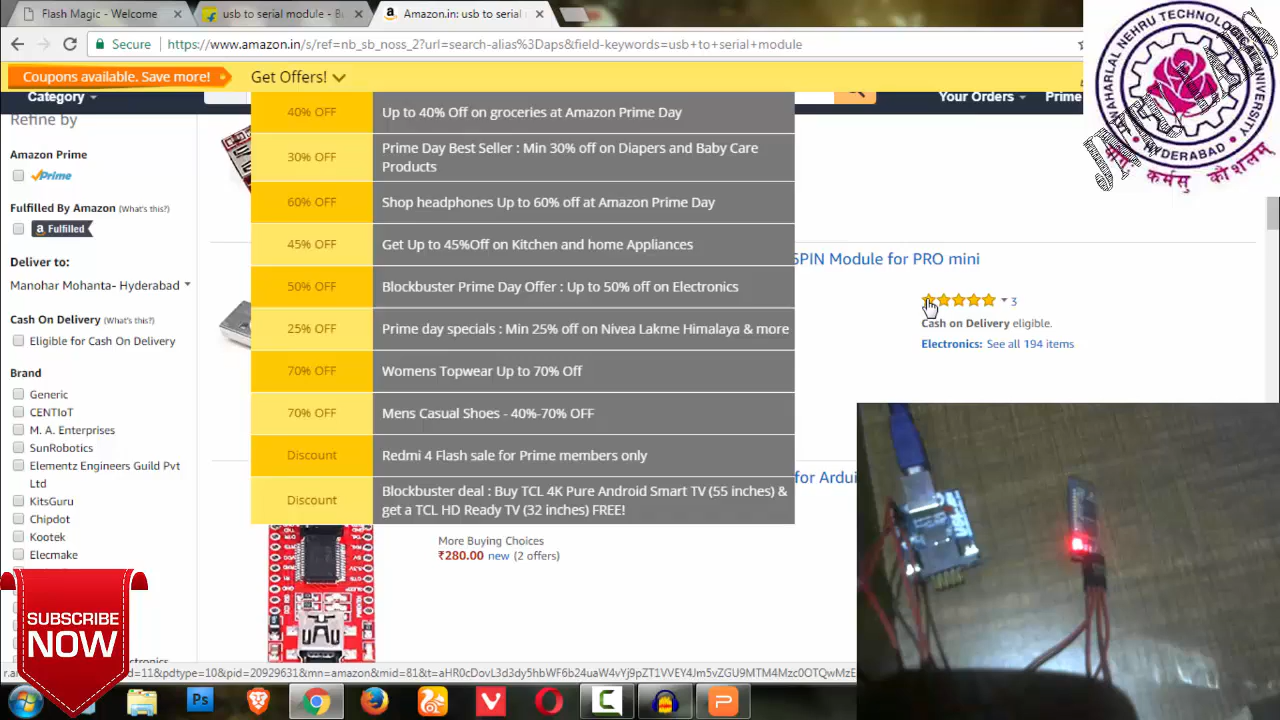 Flash Magic - Welcome
usb to serial module - Bu
Amazon.in: usb to serial
Secure
https://www.amazon.in/s/ref=nb_sb_noss_2?url=search-alias%3Daps&field-keywords=usb+to+serial+module
Coupons available. Save more!
Get Offers!
Category
Your Orders
Prime
Refine by
Amazon Prime
Prime
Fulfilled By Amazon (What's this?)
Fulfilled
Deliver to:
Manohar Mohanta- Hyderabad
Cash On Delivery (What's this?)
Eligible for Cash On Delivery
Brand
Generic
CENTIoT
M. A. Enterprises
SunRobotics
Elementz Engineers Guild Pvt
Ltd
KitsGuru
Chipdot
Kootek
Elecmake
40% OFF Up to 40% Off on groceries at Amazon Prime Day
30% OFF Prime Day Best Seller : Min 30% off on Diapers and Baby Care
Products
60% OFF Shop headphones Up to 60% off at Amazon Prime Day
45% OFF Get Up to 45%Off on Kitchen and home Appliances
50% OFF Blockbuster Prime Day Offer : Up to 50% off on Electronics
25% OFF Prime day specials : Min 25% off on Nivea Lakme Himalaya & more
70% OFF Womens Topwear Up to 70% Off
70% OFF Mens Casual Shoes - 40%-70% OFF
Discount Redmi 4 Flash sale for Prime members only
Discount Blockbuster deal : Buy TCL 4K Pure Android Smart TV (55 inches) &
get a TCL HD Ready TV (32 inches) FREE!
5PIN Module for PRO mini
3
Cash on Delivery eligible.
Electronics: See all 194 items
for Ardui
More Buying Choices
₹280.00 new (2 offers)
SUBSCRIBE
NOW
JAWAHARLAL NEHRU TECHNOLOGICAL UNIVERSITY
HYDERABAD
योगः कर्मसु कौशलम्